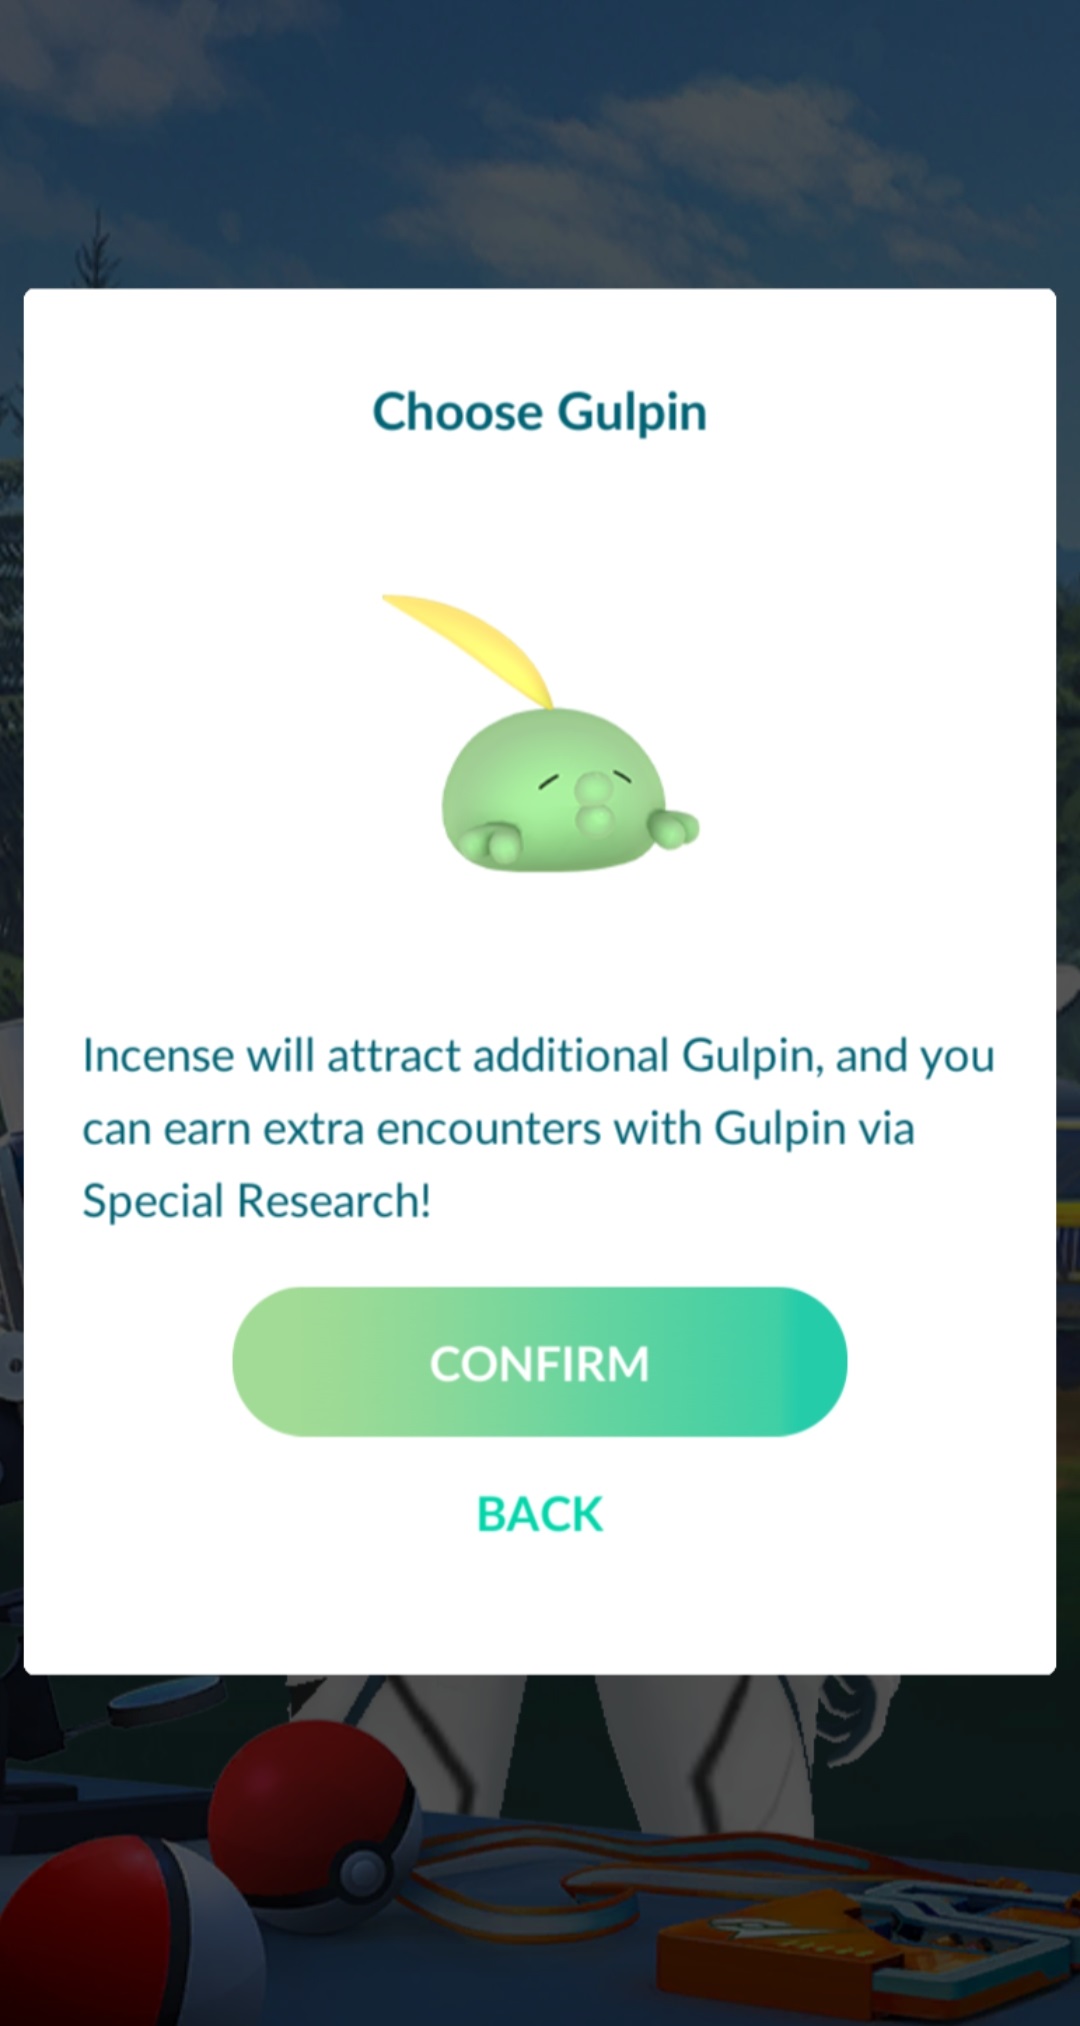 Choose Gulpin
Incense will attract additional Gulpin, and you
can earn extra encounters with Gulpin via
Special Research!
CONFIRM
BACK